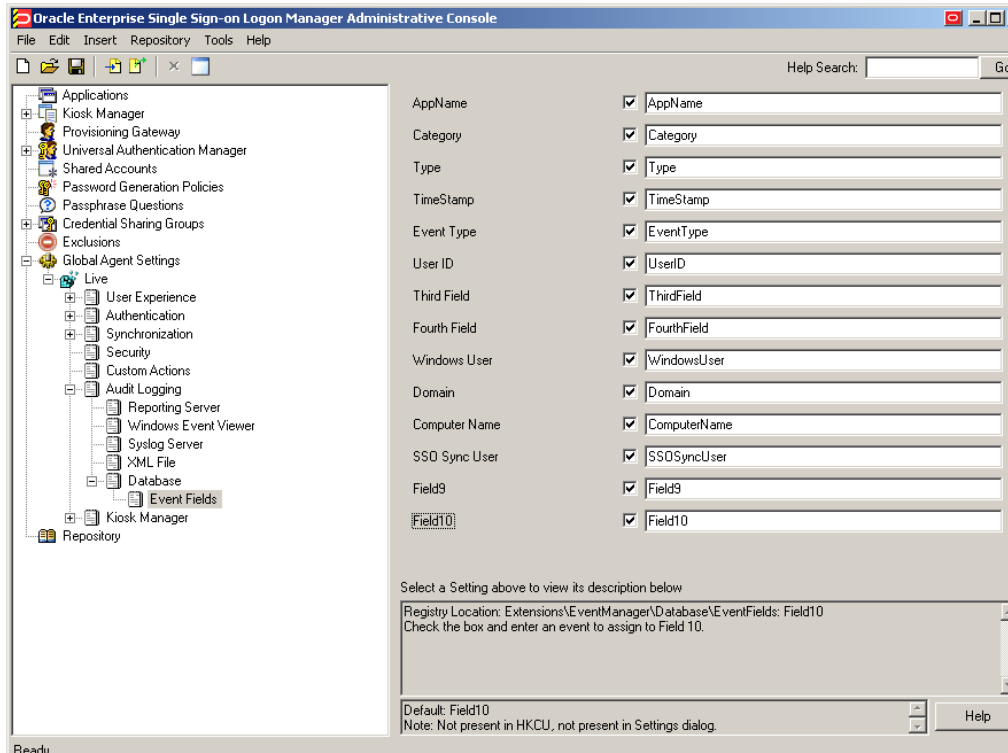 Oracle Enterprise Single Sign-on Logon Manager Administrative Console
File Edit Insert Repository Tools Help
Help Search:
Applications
Kiosk Manager
Provisioning Gateway
Universal Authentication Manager
Shared Accounts
Password Generation Policies
Passphrase Questions
Credential Sharing Groups
Exclusions
Global Agent Settings
Live
User Experience
Authentication
Synchronization
Security
Custom Actions
Audit Logging
Reporting Server
Windows Event Viewer
Syslog Server
XML File
Database
Event Fields
Kiosk Manager
Repository
AppName AppName
Category Category
Type Type
TimeStamp TimeStamp
Event Type EventType
User ID UserID
Third Field ThirdField
Fourth Field FourthField
Windows User WindowsUser
Domain Domain
Computer Name ComputerName
SSO Sync User SSOSyncUser
Field9 Field9
Field10 Field10
Select a Setting above to view its description below
Registry Location: Extensions\EventManager\Database\EventFields: Field10
Check the box and enter an event to assign to Field 10.
Default: Field10
Note: Not present in HKCU, not present in Settings dialog.
Help
Ready